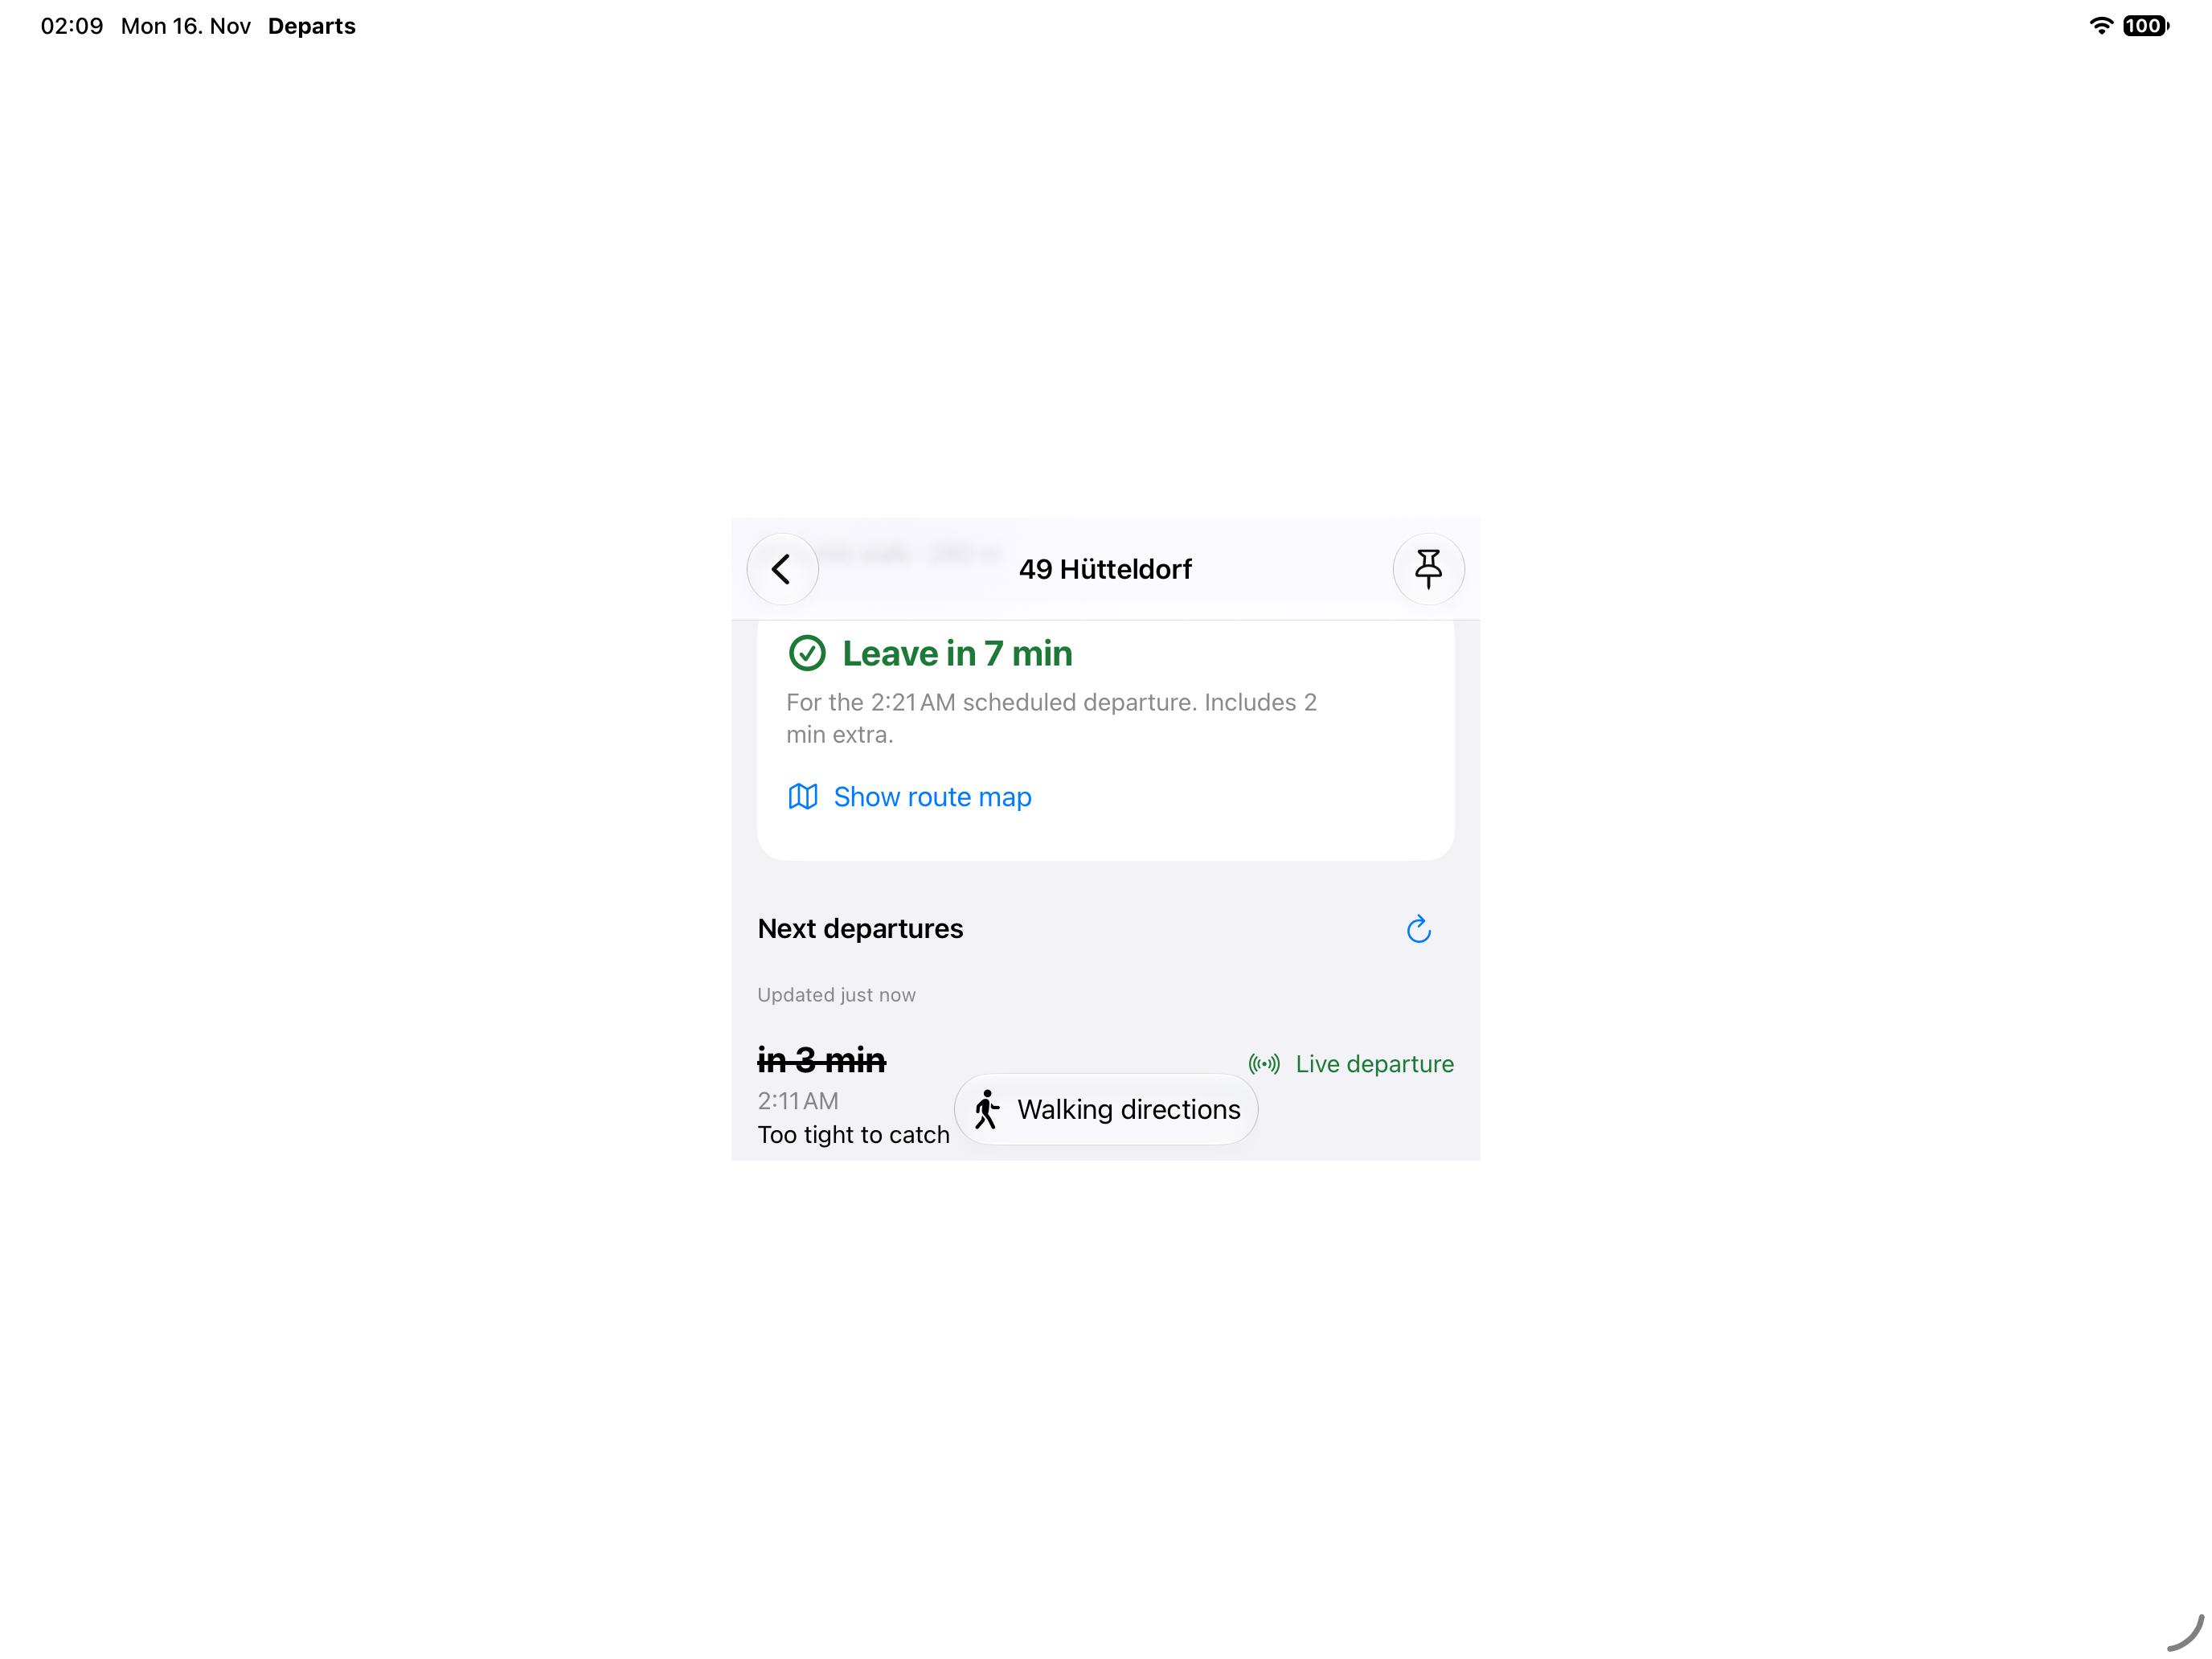 02:09 Mon 16. Nov Departs
100
49 Hütteldorf
Leave in 7 min
For the 2:21 AM scheduled departure. Includes 2
min extra.
Show route map
Next departures
Updated just now
in 3 min
Live departure
2:11 AM
Walking directions
Too tight to catch